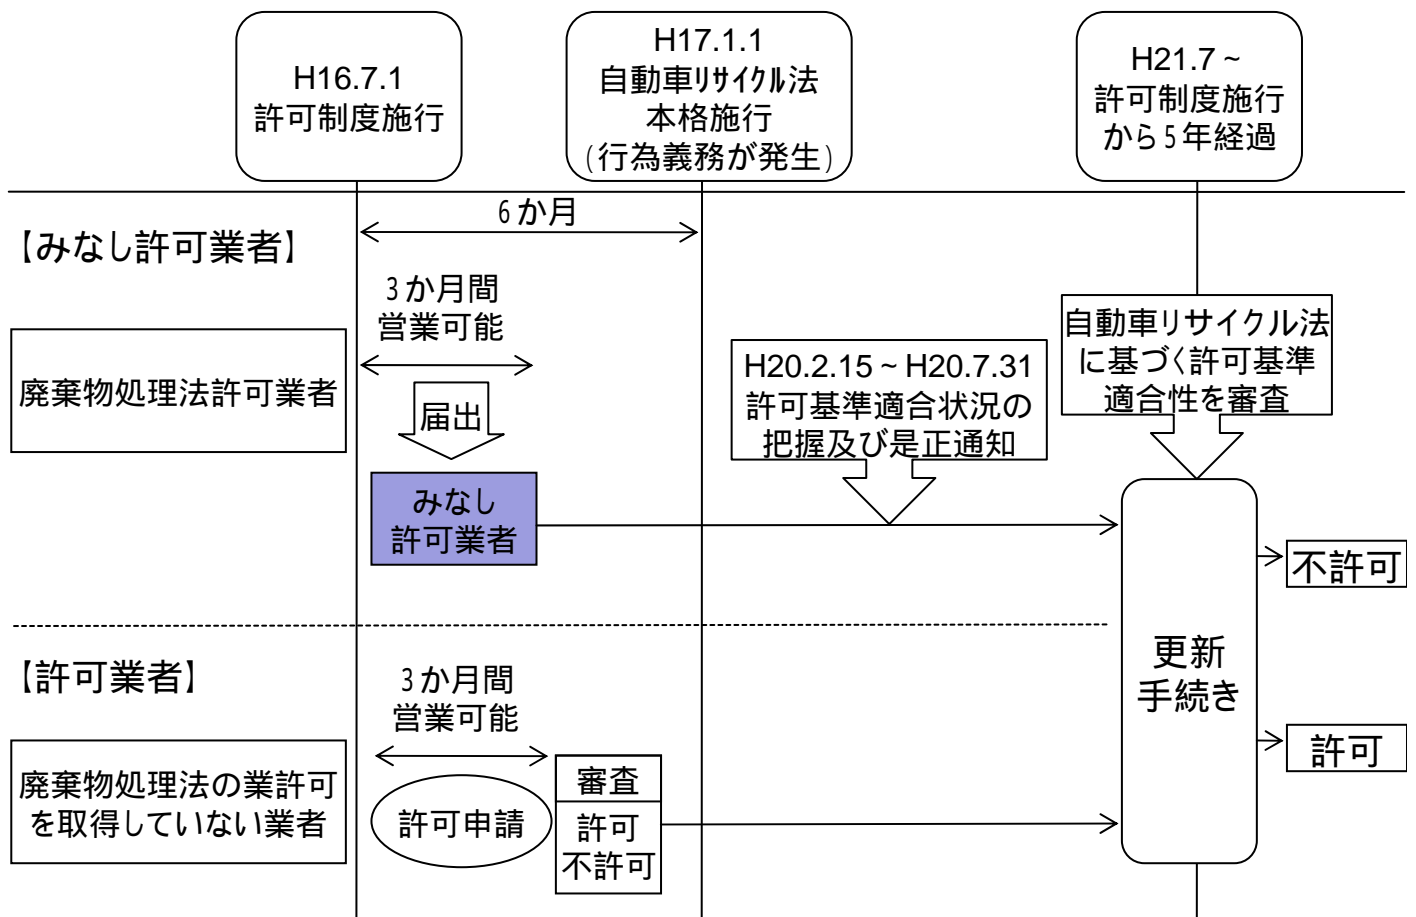 H16.7.1
許可制度施行
H17.1.1
自動車リサイクル法
本格施行
(行為義務が発生)
H21.7~
許可制度施行
から5年経過
6か月
【みなし許可業者】
3か月間
営業可能
廃棄物処理法許可業者
届出
みなし
許可業者
H20.2.15~H20.7.31
許可基準適合状況の
把握及び是正通知
自動車リサイクル法
に基づく許可基準
適合性を審査
不許可
更新
手続き
許可
【許可業者】
3か月間
営業可能
廃棄物処理法の業許可
を取得していない業者
許可申請
審査
許可
不許可